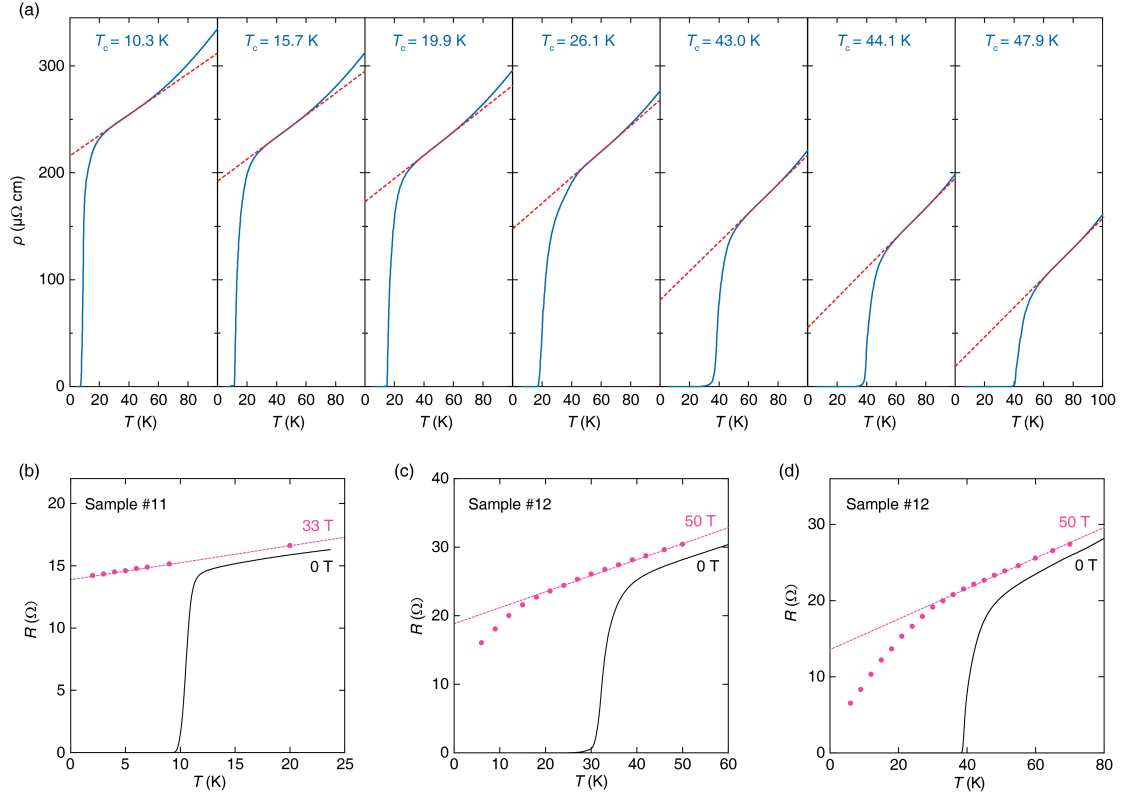 (a)
T_c = 10.3 K
T_c = 15.7 K
T_c = 19.9 K
T_c = 26.1 K
T_c = 43.0 K
T_c = 44.1 K
T_c = 47.9 K
300
200
100
0
ρ (μΩ cm)
0 20 40 60 80 0 20 40 60 80 0 20 40 60 80 0 20 40 60 80 0 20 40 60 80 0 20 40 60 80 0 20 40 60 80 100
T (K) T (K) T (K) T (K) T (K) T (K) T (K)
(b)
Sample #11
33 T
0 T
20
15
10
5
0
R (Ω)
0 5 10 15 20 25
T (K)
(c)
Sample #12
50 T
0 T
40
30
20
10
0
R (Ω)
0 10 20 30 40 50 60
T (K)
(d)
Sample #12
50 T
0 T
30
20
10
0
R (Ω)
0 20 40 60 80
T (K)